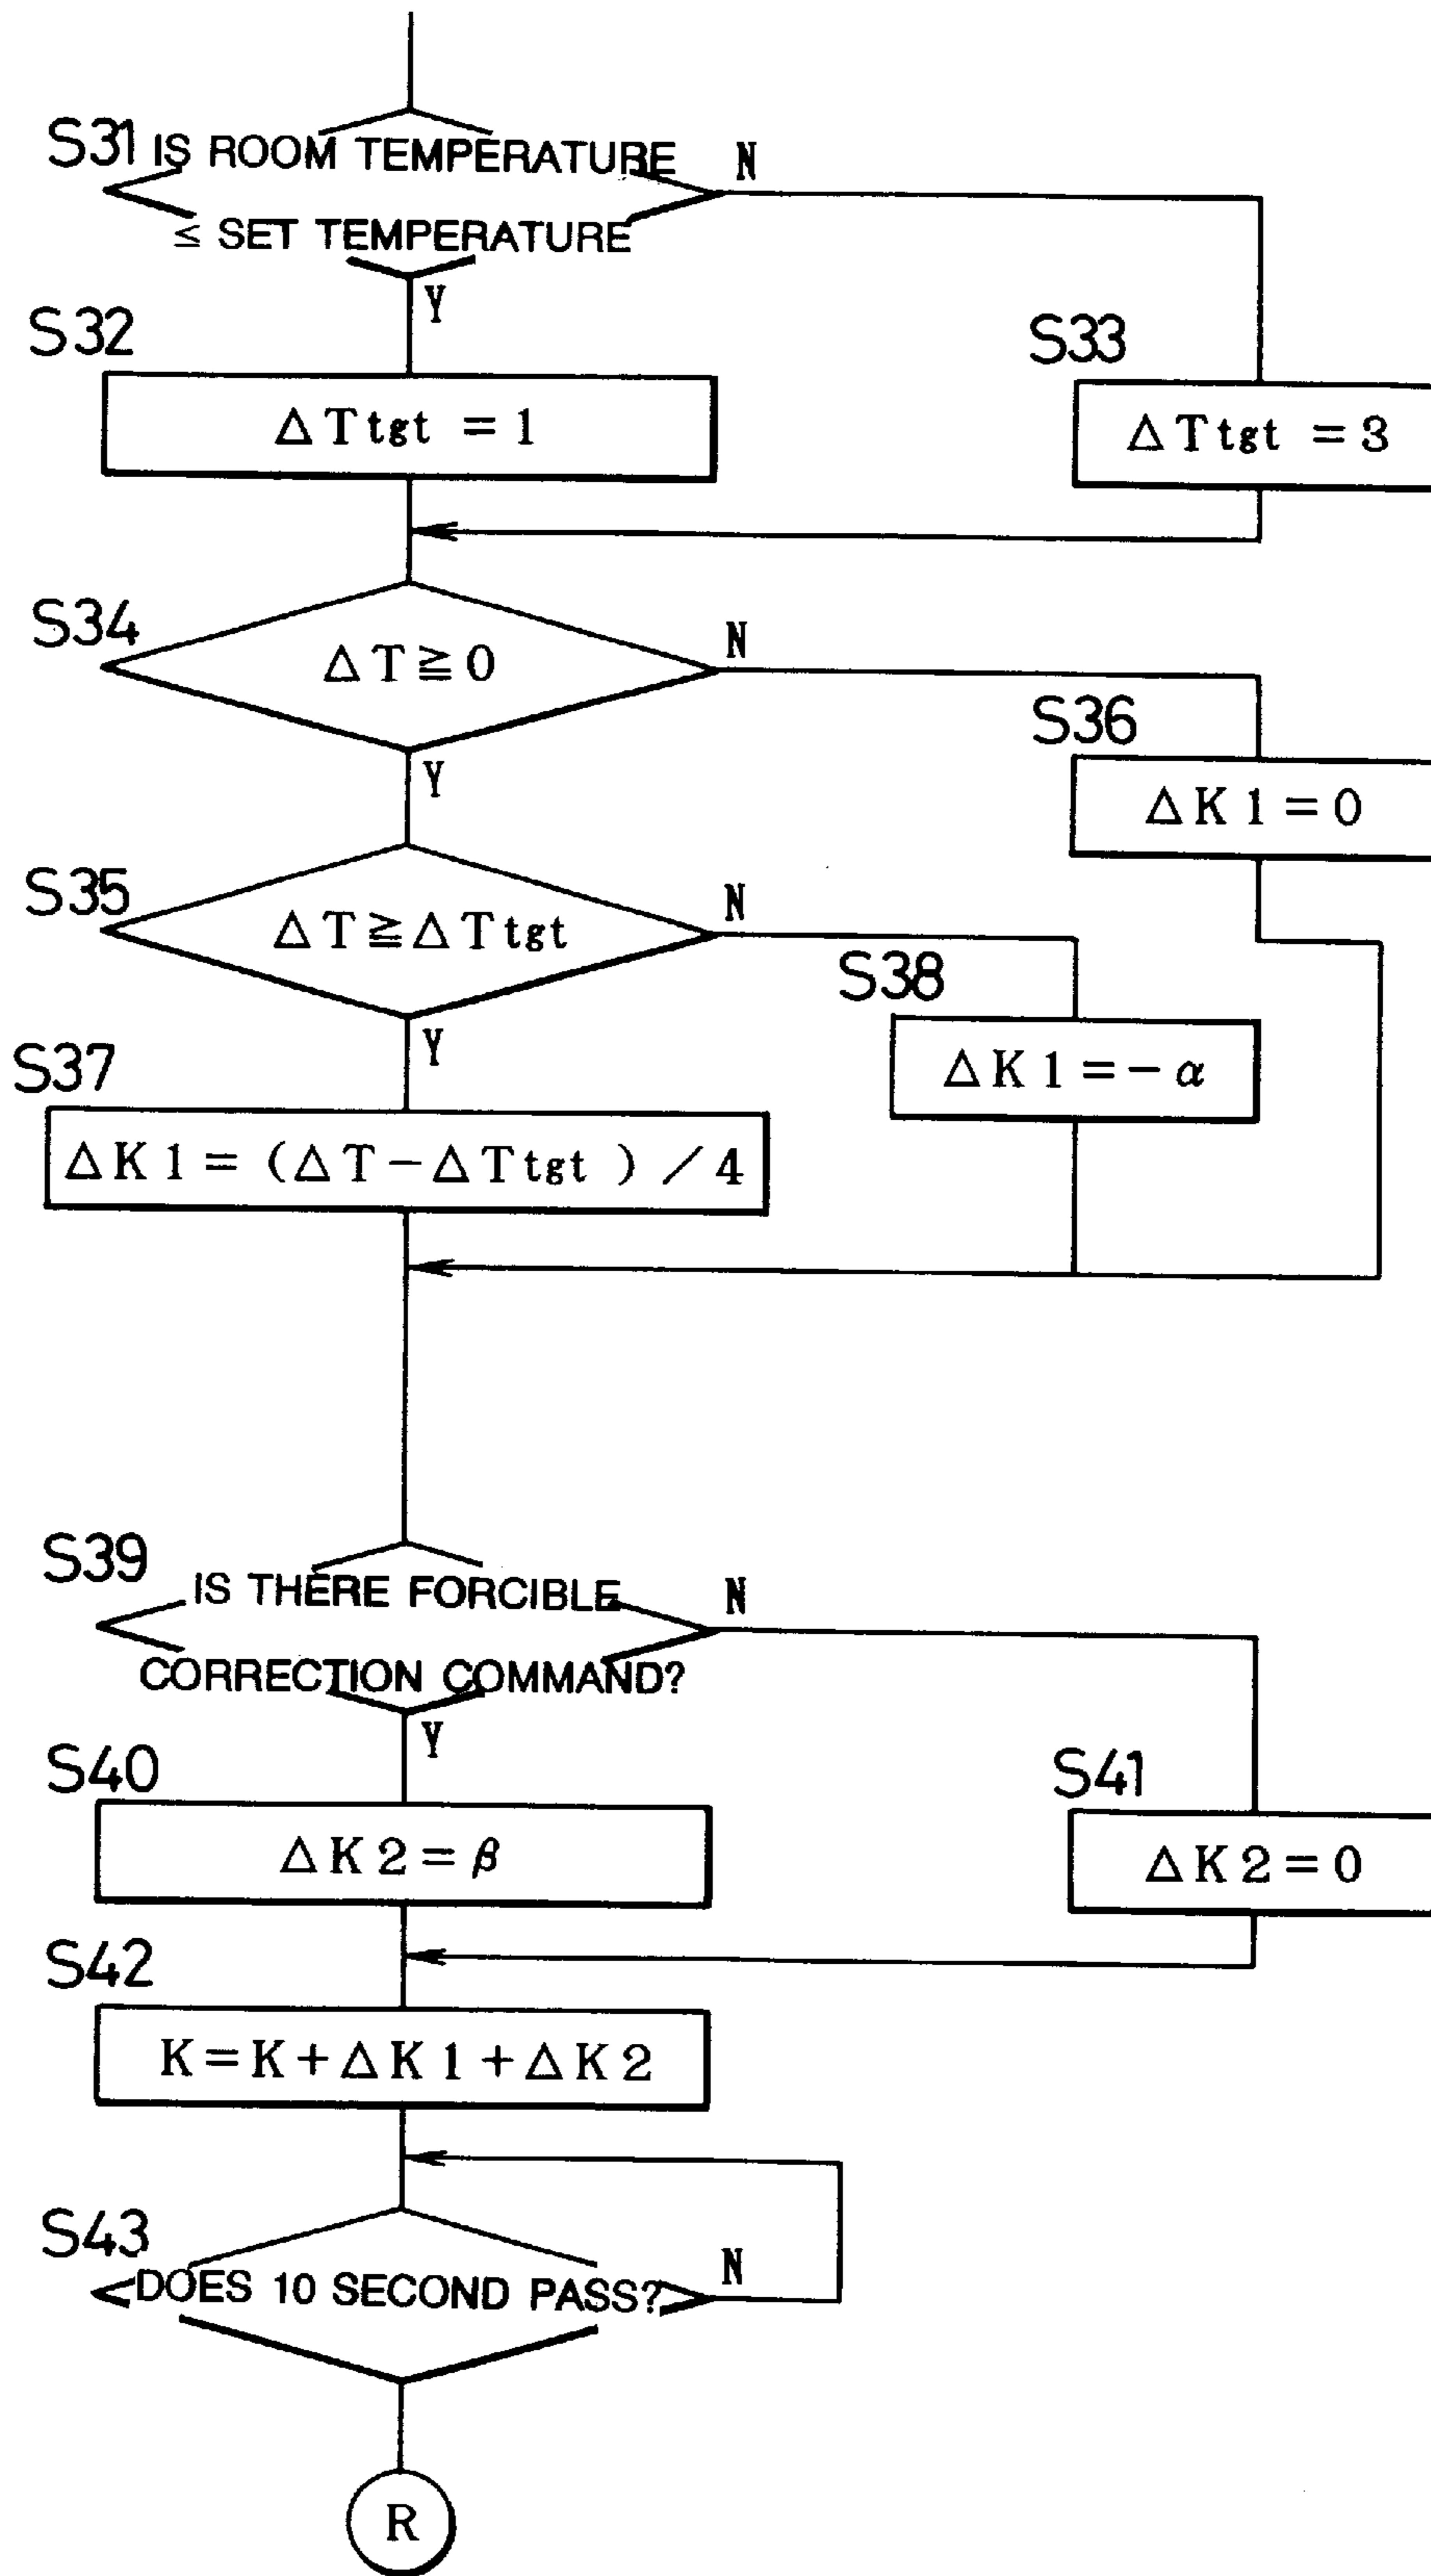 S31 IS ROOM TEMPERATURE N
≤ SET TEMPERATURE
Y
S32
S33
ΔTtgt = 1
ΔTtgt = 3
S34
ΔT≧0
N
Y
S36
ΔK1=0
S35
ΔT≧ΔTtgt
N
Y
S38
ΔK1=-α
S37
ΔK1=(ΔT-ΔTtgt)/4
S39
IS THERE FORCIBLE
CORRECTION COMMAND?
N
Y
S40
S41
ΔK2=β
ΔK2=0
S42
K=K+ΔK1+ΔK2
S43
DOES 10 SECOND PASS?
N
R